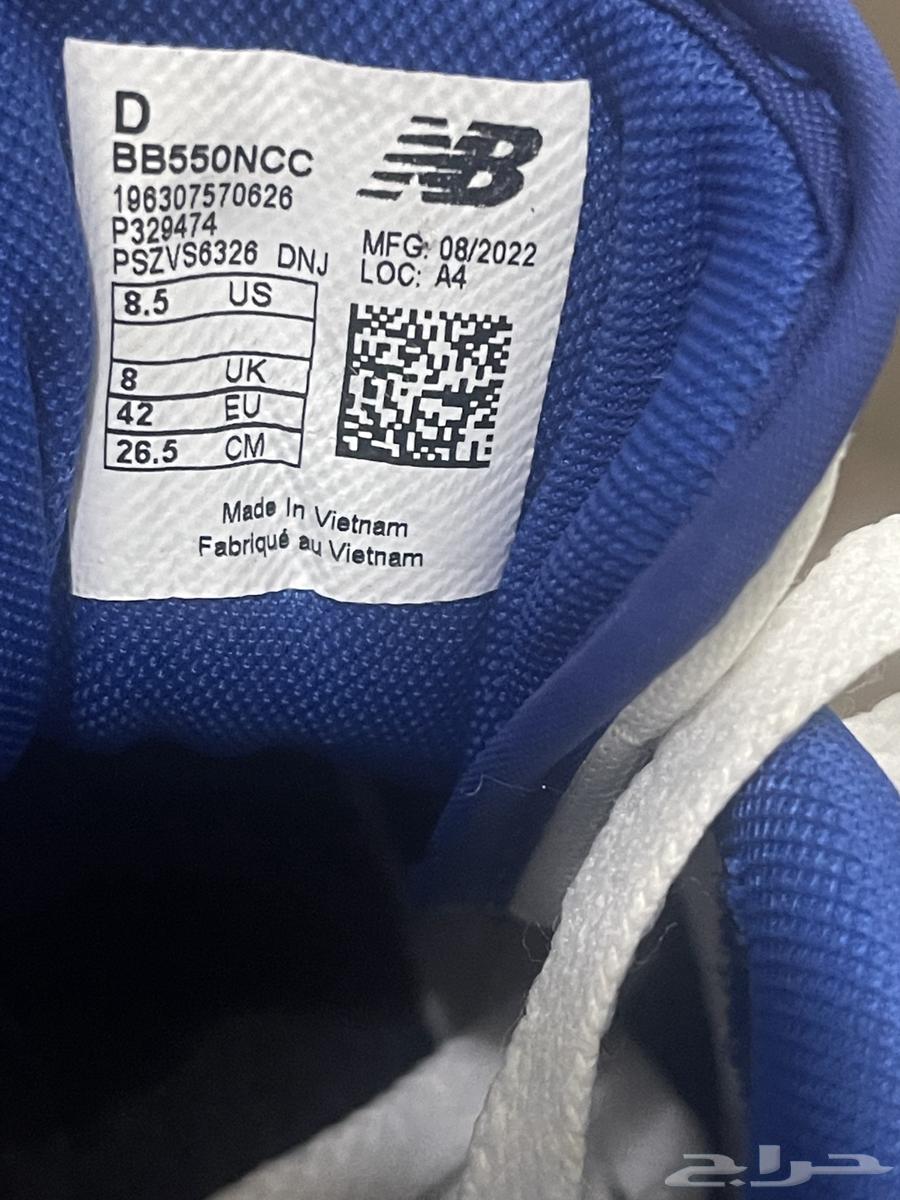 D
BB550NCC
196307570626
P329474
PSZVS6326 DNJ
NB
MFG: 08/2022
LOC: A4
8.5 US
8 UK
42 EU
26.5 CM
Made In Vietnam
Fabriqué au Vietnam
حراج